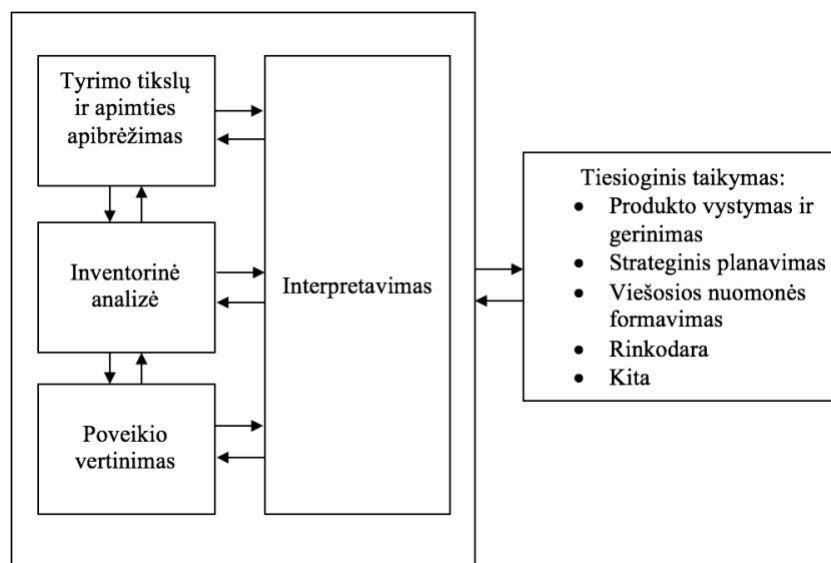 Tyrimo tikslų
ir apimties
apibrėžimas
Inventorinė
analizė
Poveikio
vertinimas
Interpretavimas
Tiesioginis taikymas:
• Produkto vystymas ir
gerinimas
• Strateginis planavimas
• Viešosios nuomonės
formavimas
• Rinkodara
• Kita